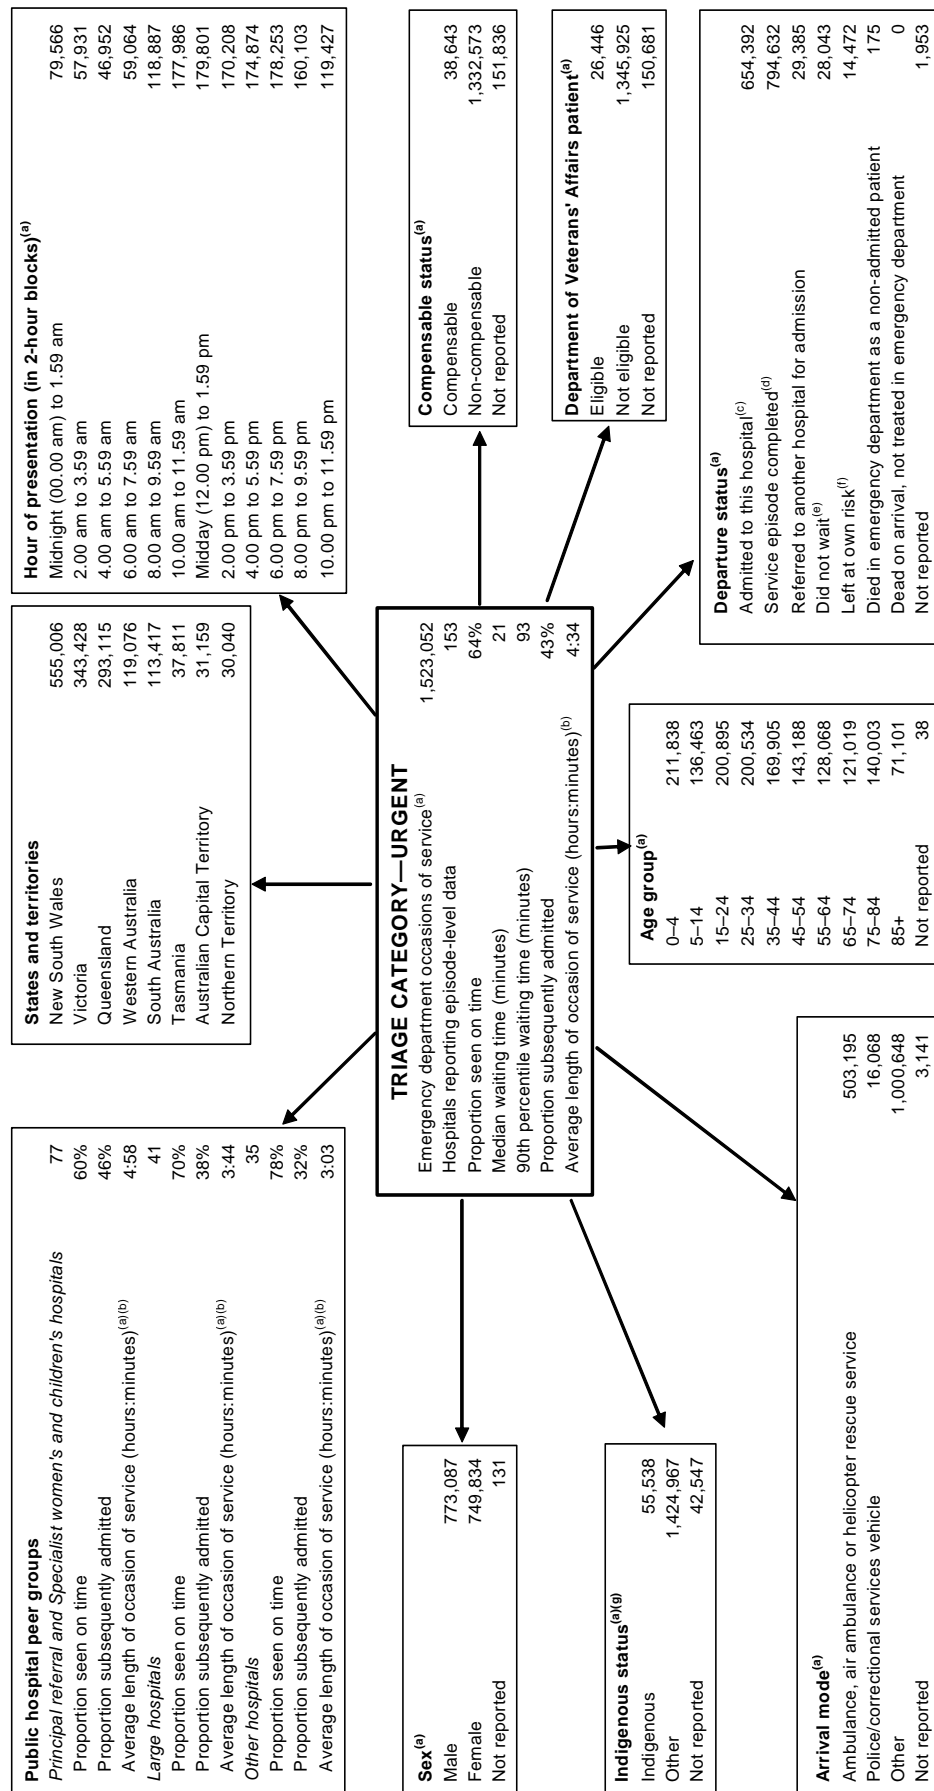 Public hospital peer groups
Principal referral and Specialist women's and children's hospitals 77
Proportion seen on time 60%
Proportion subsequently admitted 46%
Average length of occasion of service (hours:minutes)(a)(b) 4:58
Large hospitals 41
Proportion seen on time 70%
Proportion subsequently admitted 38%
Average length of occasion of service (hours:minutes)(a)(b) 3:44
Other hospitals 35
Proportion seen on time 78%
Proportion subsequently admitted 32%
Average length of occasion of service (hours:minutes)(a)(b) 3:03
States and territories
New South Wales 555,006
Victoria 343,428
Queensland 293,115
Western Australia 119,076
South Australia 113,417
Tasmania 37,811
Australian Capital Territory 31,159
Northern Territory 30,040
Hour of presentation (in 2-hour blocks)(a)
Midnight (00.00 am) to 1.59 am 79,566
2.00 am to 3.59 am 57,931
4.00 am to 5.59 am 46,952
6.00 am to 7.59 am 59,064
8.00 am to 9.59 am 118,887
10.00 am to 11.59 am 177,986
Midday (12.00 pm) to 1.59 pm 179,801
2.00 pm to 3.59 pm 170,208
4.00 pm to 5.59 pm 174,874
6.00 pm to 7.59 pm 178,253
8.00 pm to 9.59 pm 160,103
10.00 pm to 11.59 pm 119,427
Sex(a)
Male 773,087
Female 749,834
Not reported 131
TRIAGE CATEGORY—URGENT
Emergency department occasions of service(a) 1,523,052
Hospitals reporting episode-level data 153
Proportion seen on time 64%
Median waiting time (minutes) 21
90th percentile waiting time (minutes) 93
Proportion subsequently admitted 43%
Average length of occasion of service (hours:minutes)(b) 4:34
Compensable status(a)
Compensable 38,643
Non-compensable 1,332,573
Not reported 151,836
Department of Veterans' Affairs patient(a)
Eligible 26,446
Not eligible 1,345,925
Not reported 150,681
Indigenous status(a)(g)
Indigenous 55,538
Other 1,424,967
Not reported 42,547
Arrival mode(a)
Ambulance, air ambulance or helicopter rescue service 503,195
Police/correctional services vehicle 16,068
Other 1,000,648
Not reported 3,141
Age group(a)
0–4 211,838
5–14 136,463
15–24 200,895
25–34 200,534
35–44 169,905
45–54 143,188
55–64 128,068
65–74 121,019
75–84 140,003
85+ 71,101
Not reported 38
Departure status(a)
Admitted to this hospital(c) 654,392
Service episode completed(d) 794,632
Referred to another hospital for admission 29,385
Did not wait(e) 28,043
Left at own risk(f) 14,472
Died in emergency department as a non-admitted patient 175
Dead on arrival, not treated in emergency department 0
Not reported 1,953